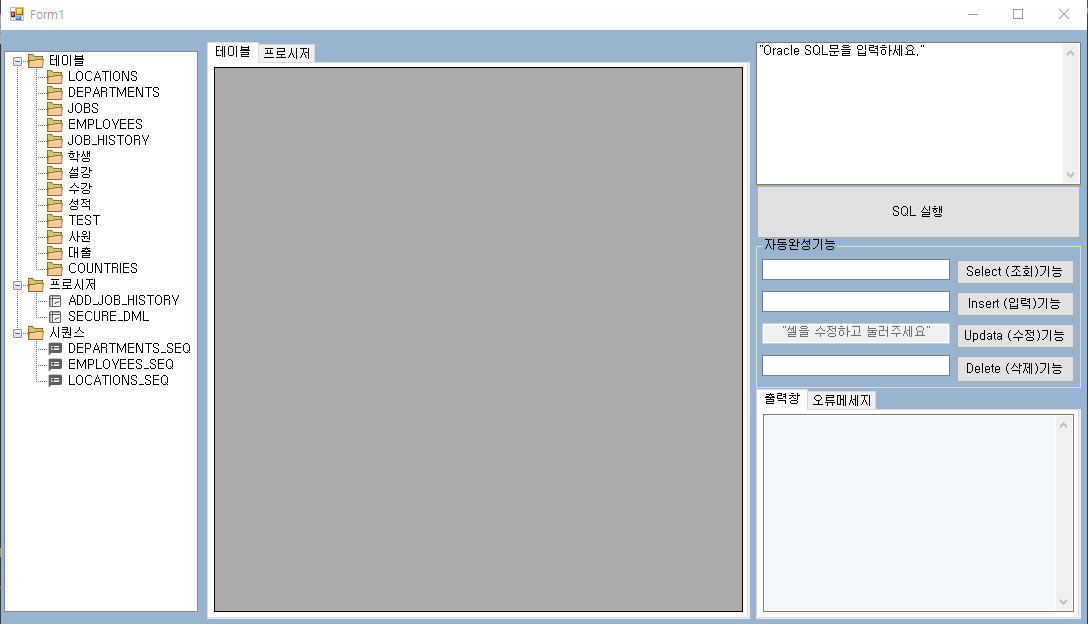 Form1
테이블
LOCATIONS
DEPARTMENTS
JOBS
EMPLOYEES
JOB_HISTORY
학생
설강
수강
성적
TEST
사원
대출
COUNTRIES
프로시저
ADD_JOB_HISTORY
SECURE_DML
시퀀스
DEPARTMENTS_SEQ
EMPLOYEES_SEQ
LOCATIONS_SEQ
테이블 프로시저
"Oracle SQL문을 입력하세요."
SQL 실행
자동완성기능
Select (조회)기능
Insert (입력)기능
"셀을 수정하고 눌러주세요" Updata (수정)기능
Delete (삭제)기능
출력창 오류메세지